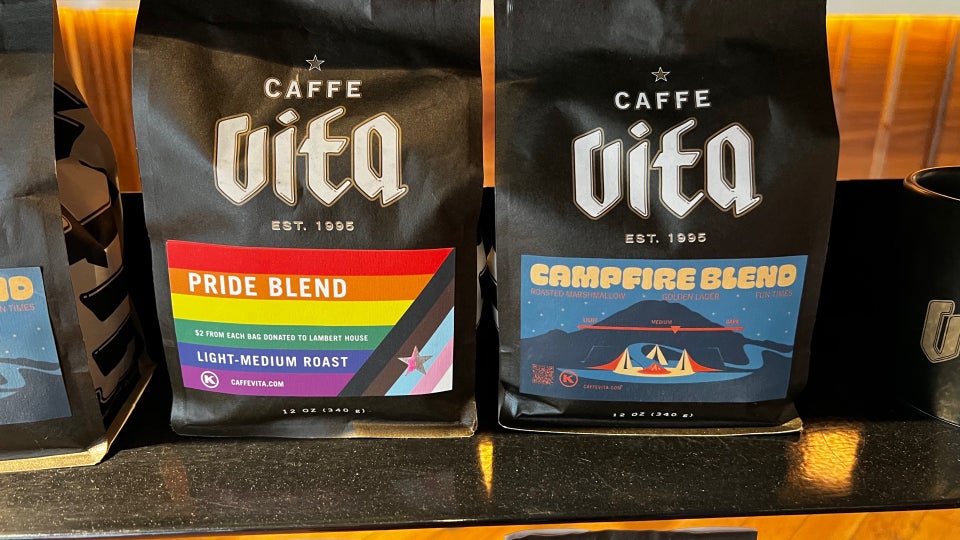 ND
N TIMES
CAFFE
Vita
EST. 1995
PRIDE BLEND
$2 FROM EACH BAG DONATED TO LAMBERT HOUSE
LIGHT-MEDIUM ROAST
K
CAFFEVITA.COM
12 OZ (340 g)
CAFFE
Vita
EST. 1995
CAMPFIRE BLEND
ROASTED MARSHMALLOW GOLDEN LAGER FUN TIMES
LIGHT MEDIUM DARK
K
CAFFEVITA.COM
12 OZ (340 g)